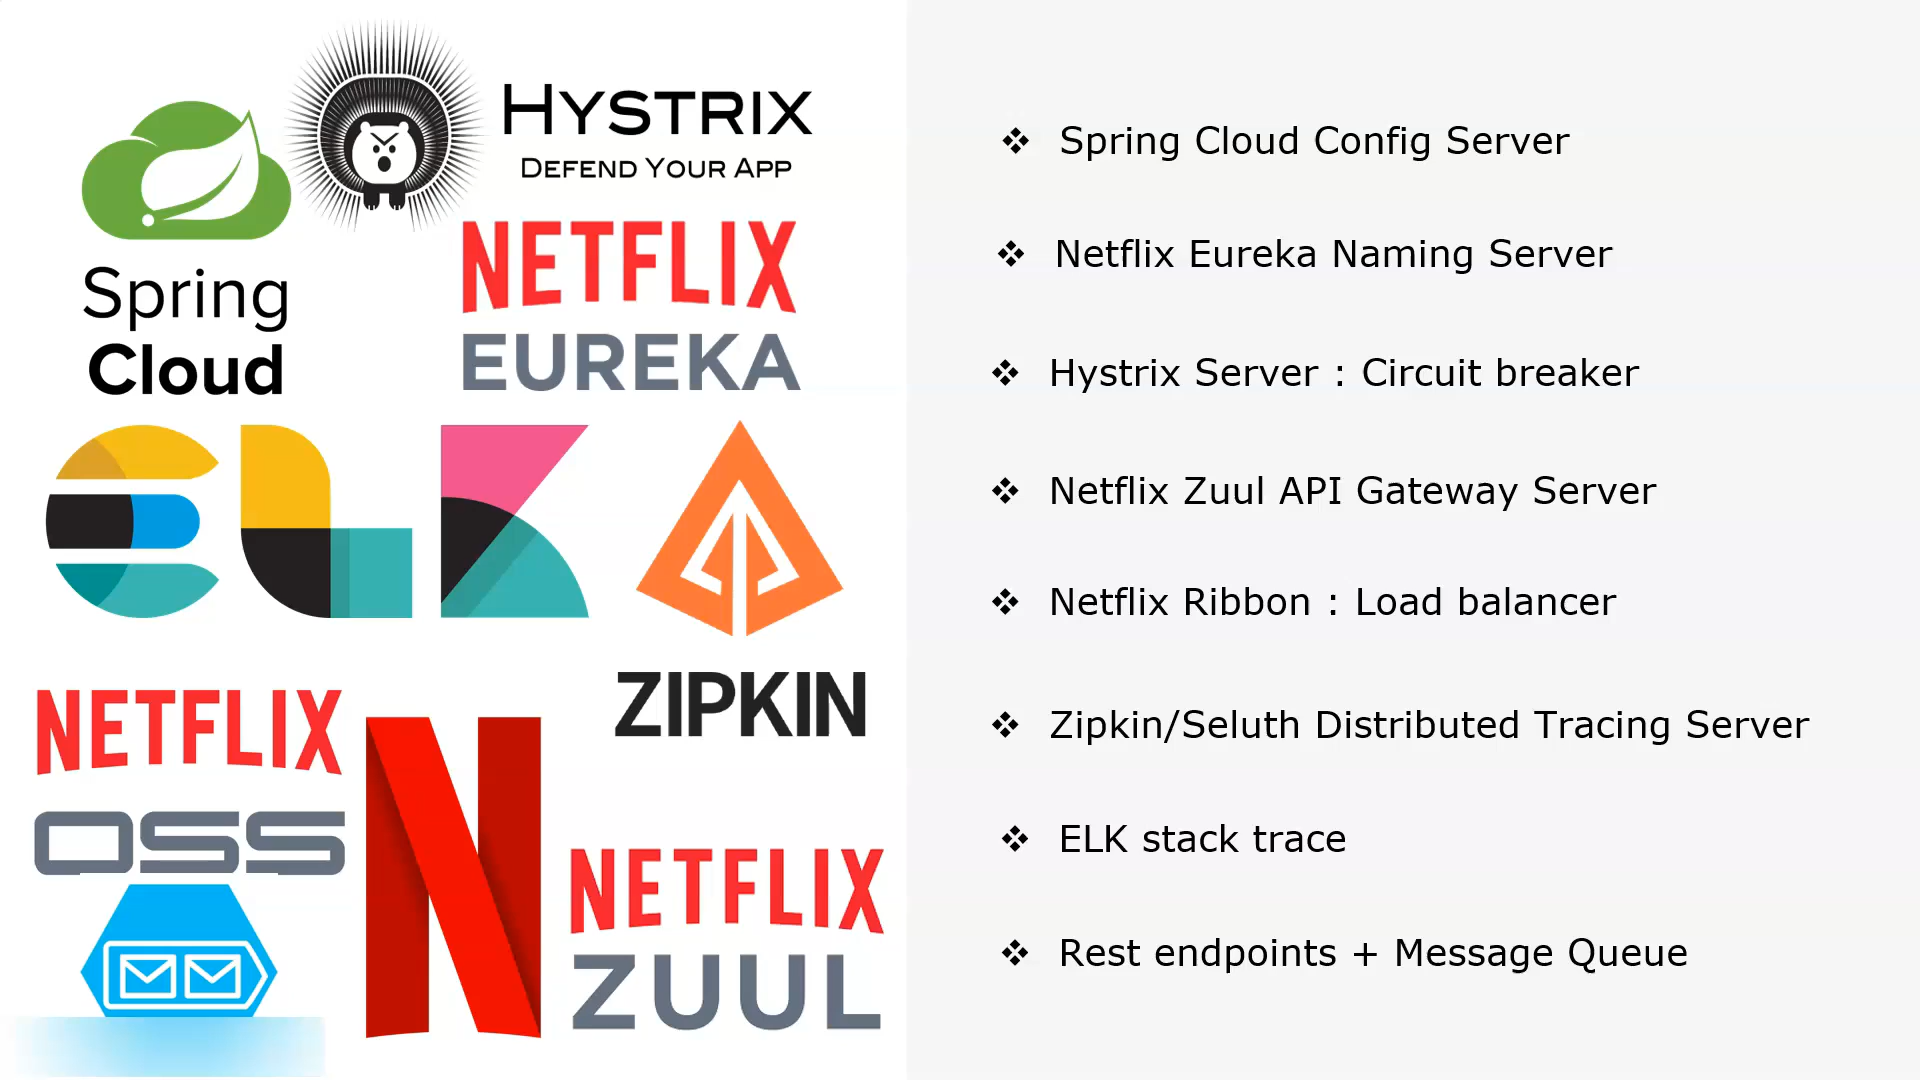 HYSTRIX
DEFEND YOUR APP
Spring
Cloud
NETFLIX
EUREKA
ZIPKIN
NETFLIX
OSS
NETFLIX
ZUUL
Spring Cloud Config Server
Netflix Eureka Naming Server
Hystrix Server : Circuit breaker
Netflix Zuul API Gateway Server
Netflix Ribbon : Load balancer
Zipkin/Seluth Distributed Tracing Server
ELK stack trace
Rest endpoints + Message Queue